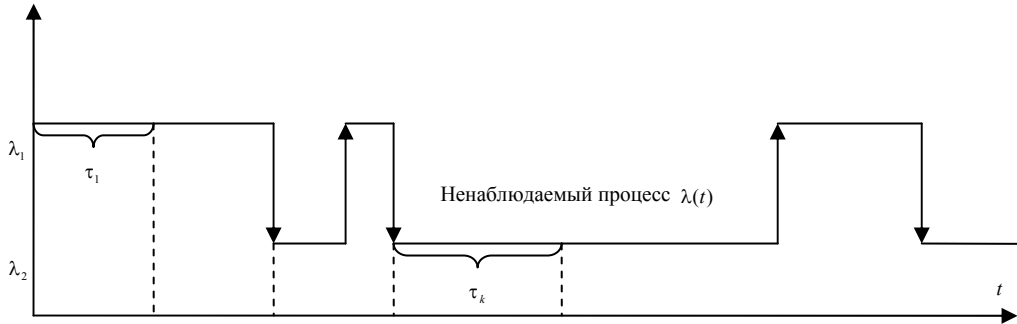 λ₁
τ₁
Ненаблюдаемый процесс λ(t)
λ₂
τₖ
t